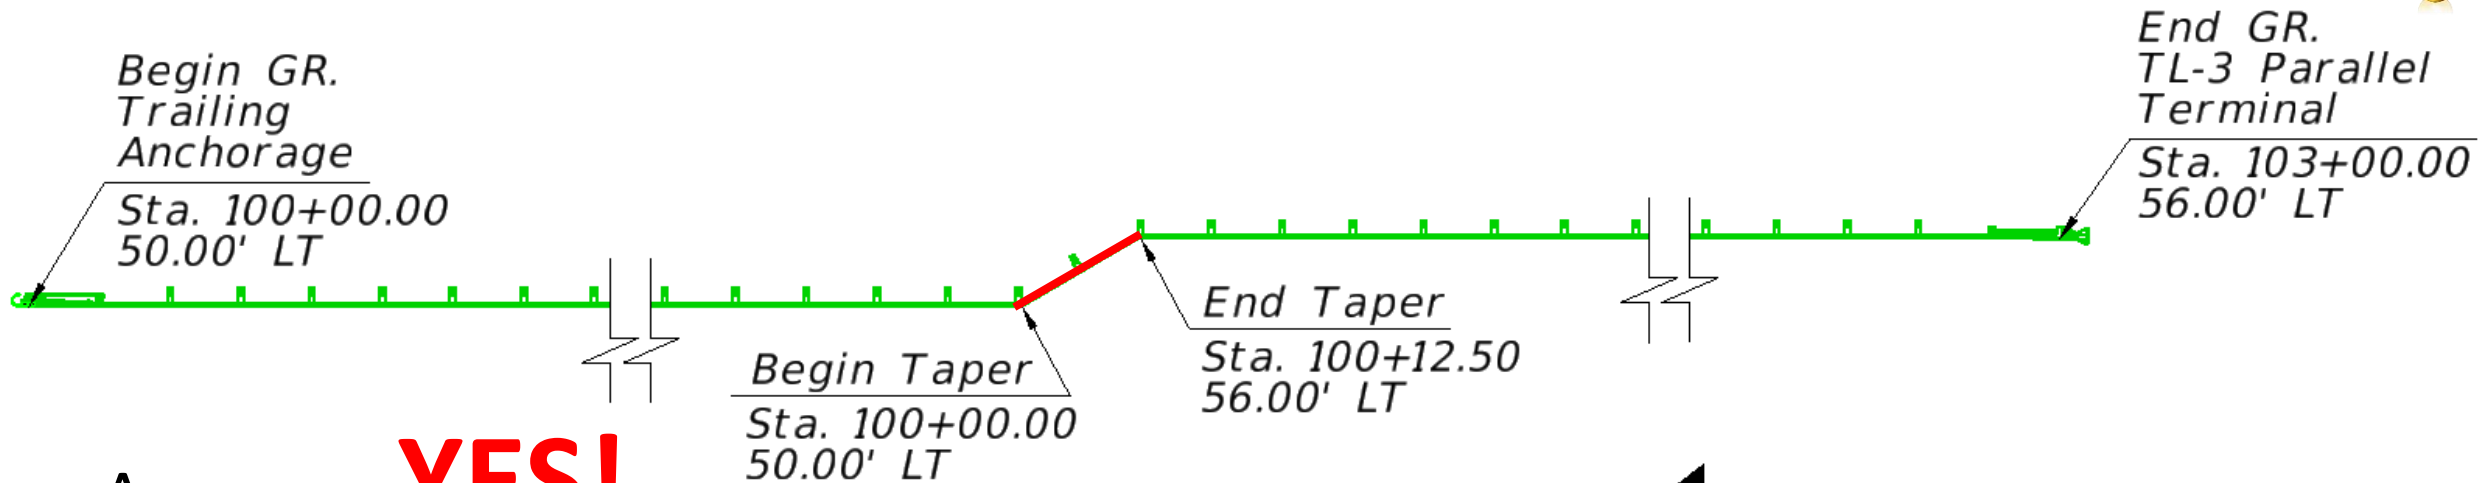 Begin GR.
Trailing
Anchorage
Sta. 100+00.00
50.00' LT
Begin Taper
Sta. 100+00.00
50.00' LT
End Taper
Sta. 100+12.50
56.00' LT
End GR.
TL-3 Parallel
Terminal
Sta. 103+00.00
56.00' LT
YES!